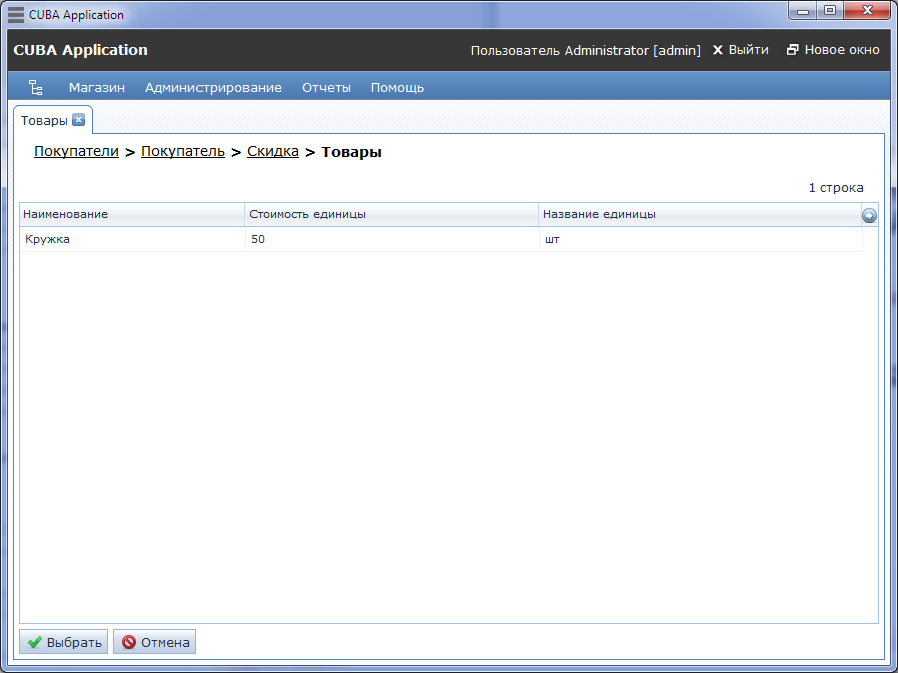 CUBA Application
CUBA Application Пользователь Administrator [admin] Выйти Новое окно
Магазин Администрирование Отчеты Помощь
Товары
Покупатели > Покупатель > Скидка > Товары
1 строка
Наименование Стоимость единицы Название единицы
Кружка 50 шт
Выбрать Отмена